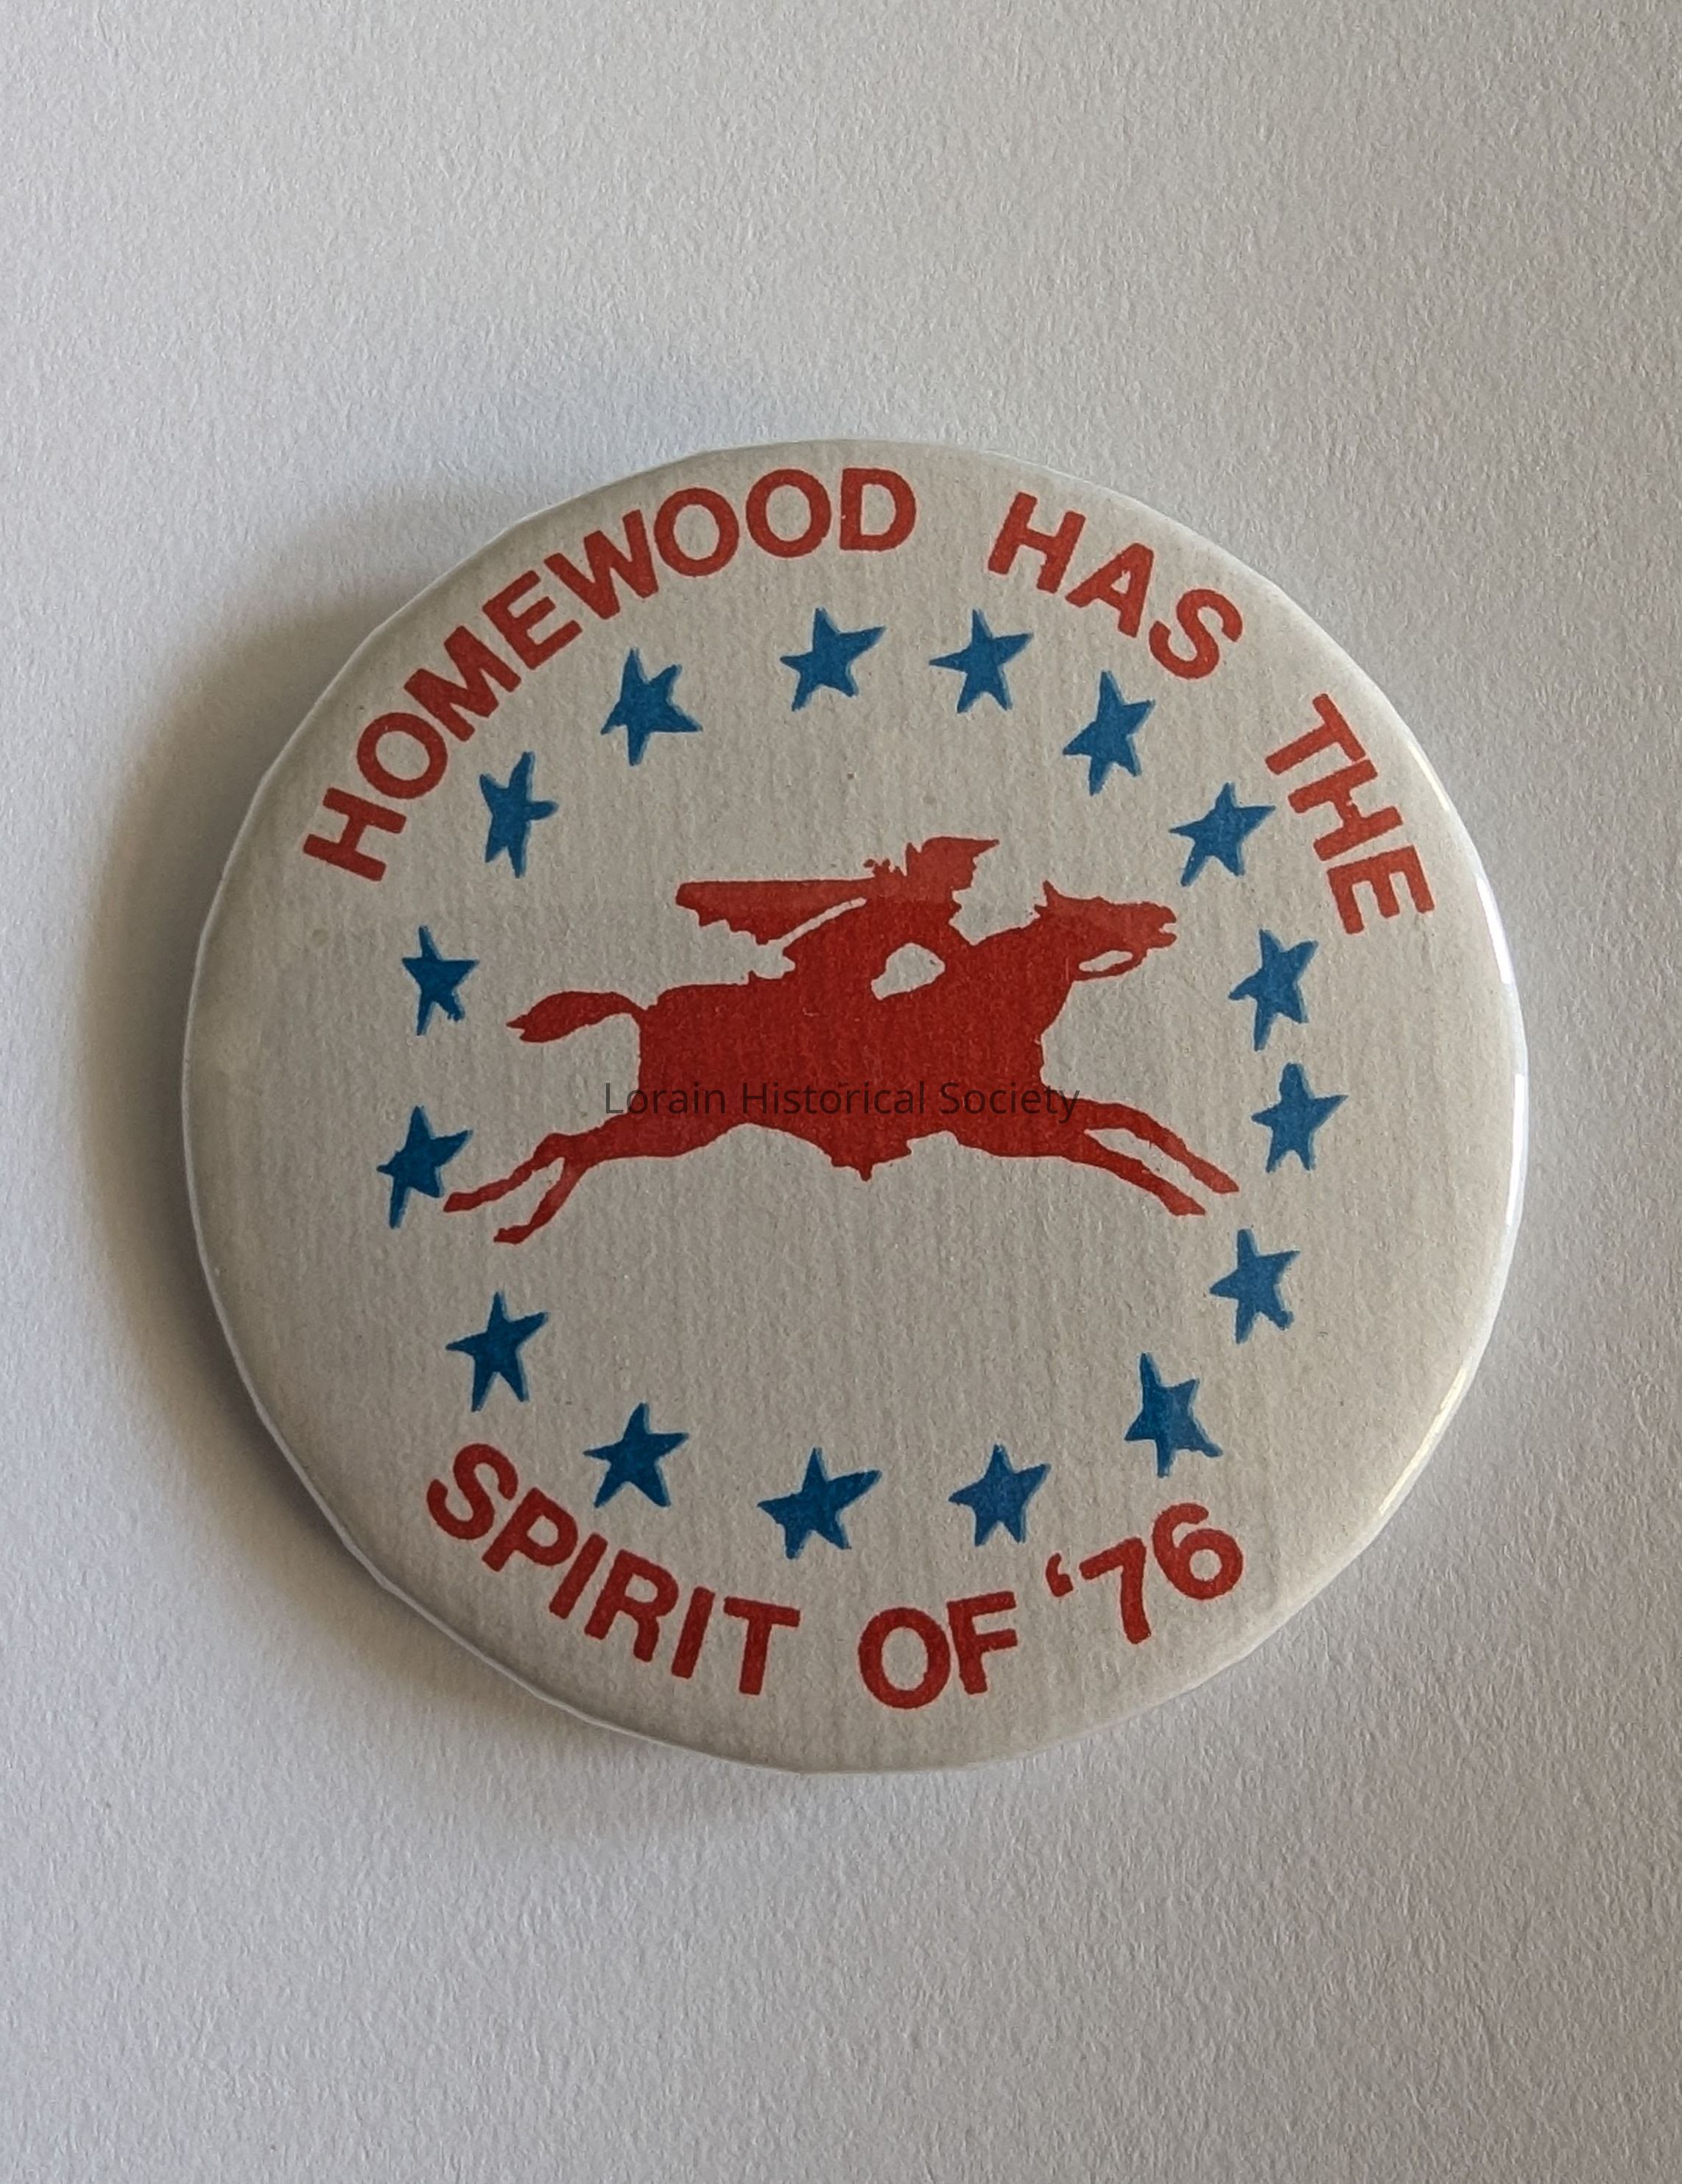 HOMEWOOD HAS THE
Lorain Historical Society
SPIRIT OF ‘76